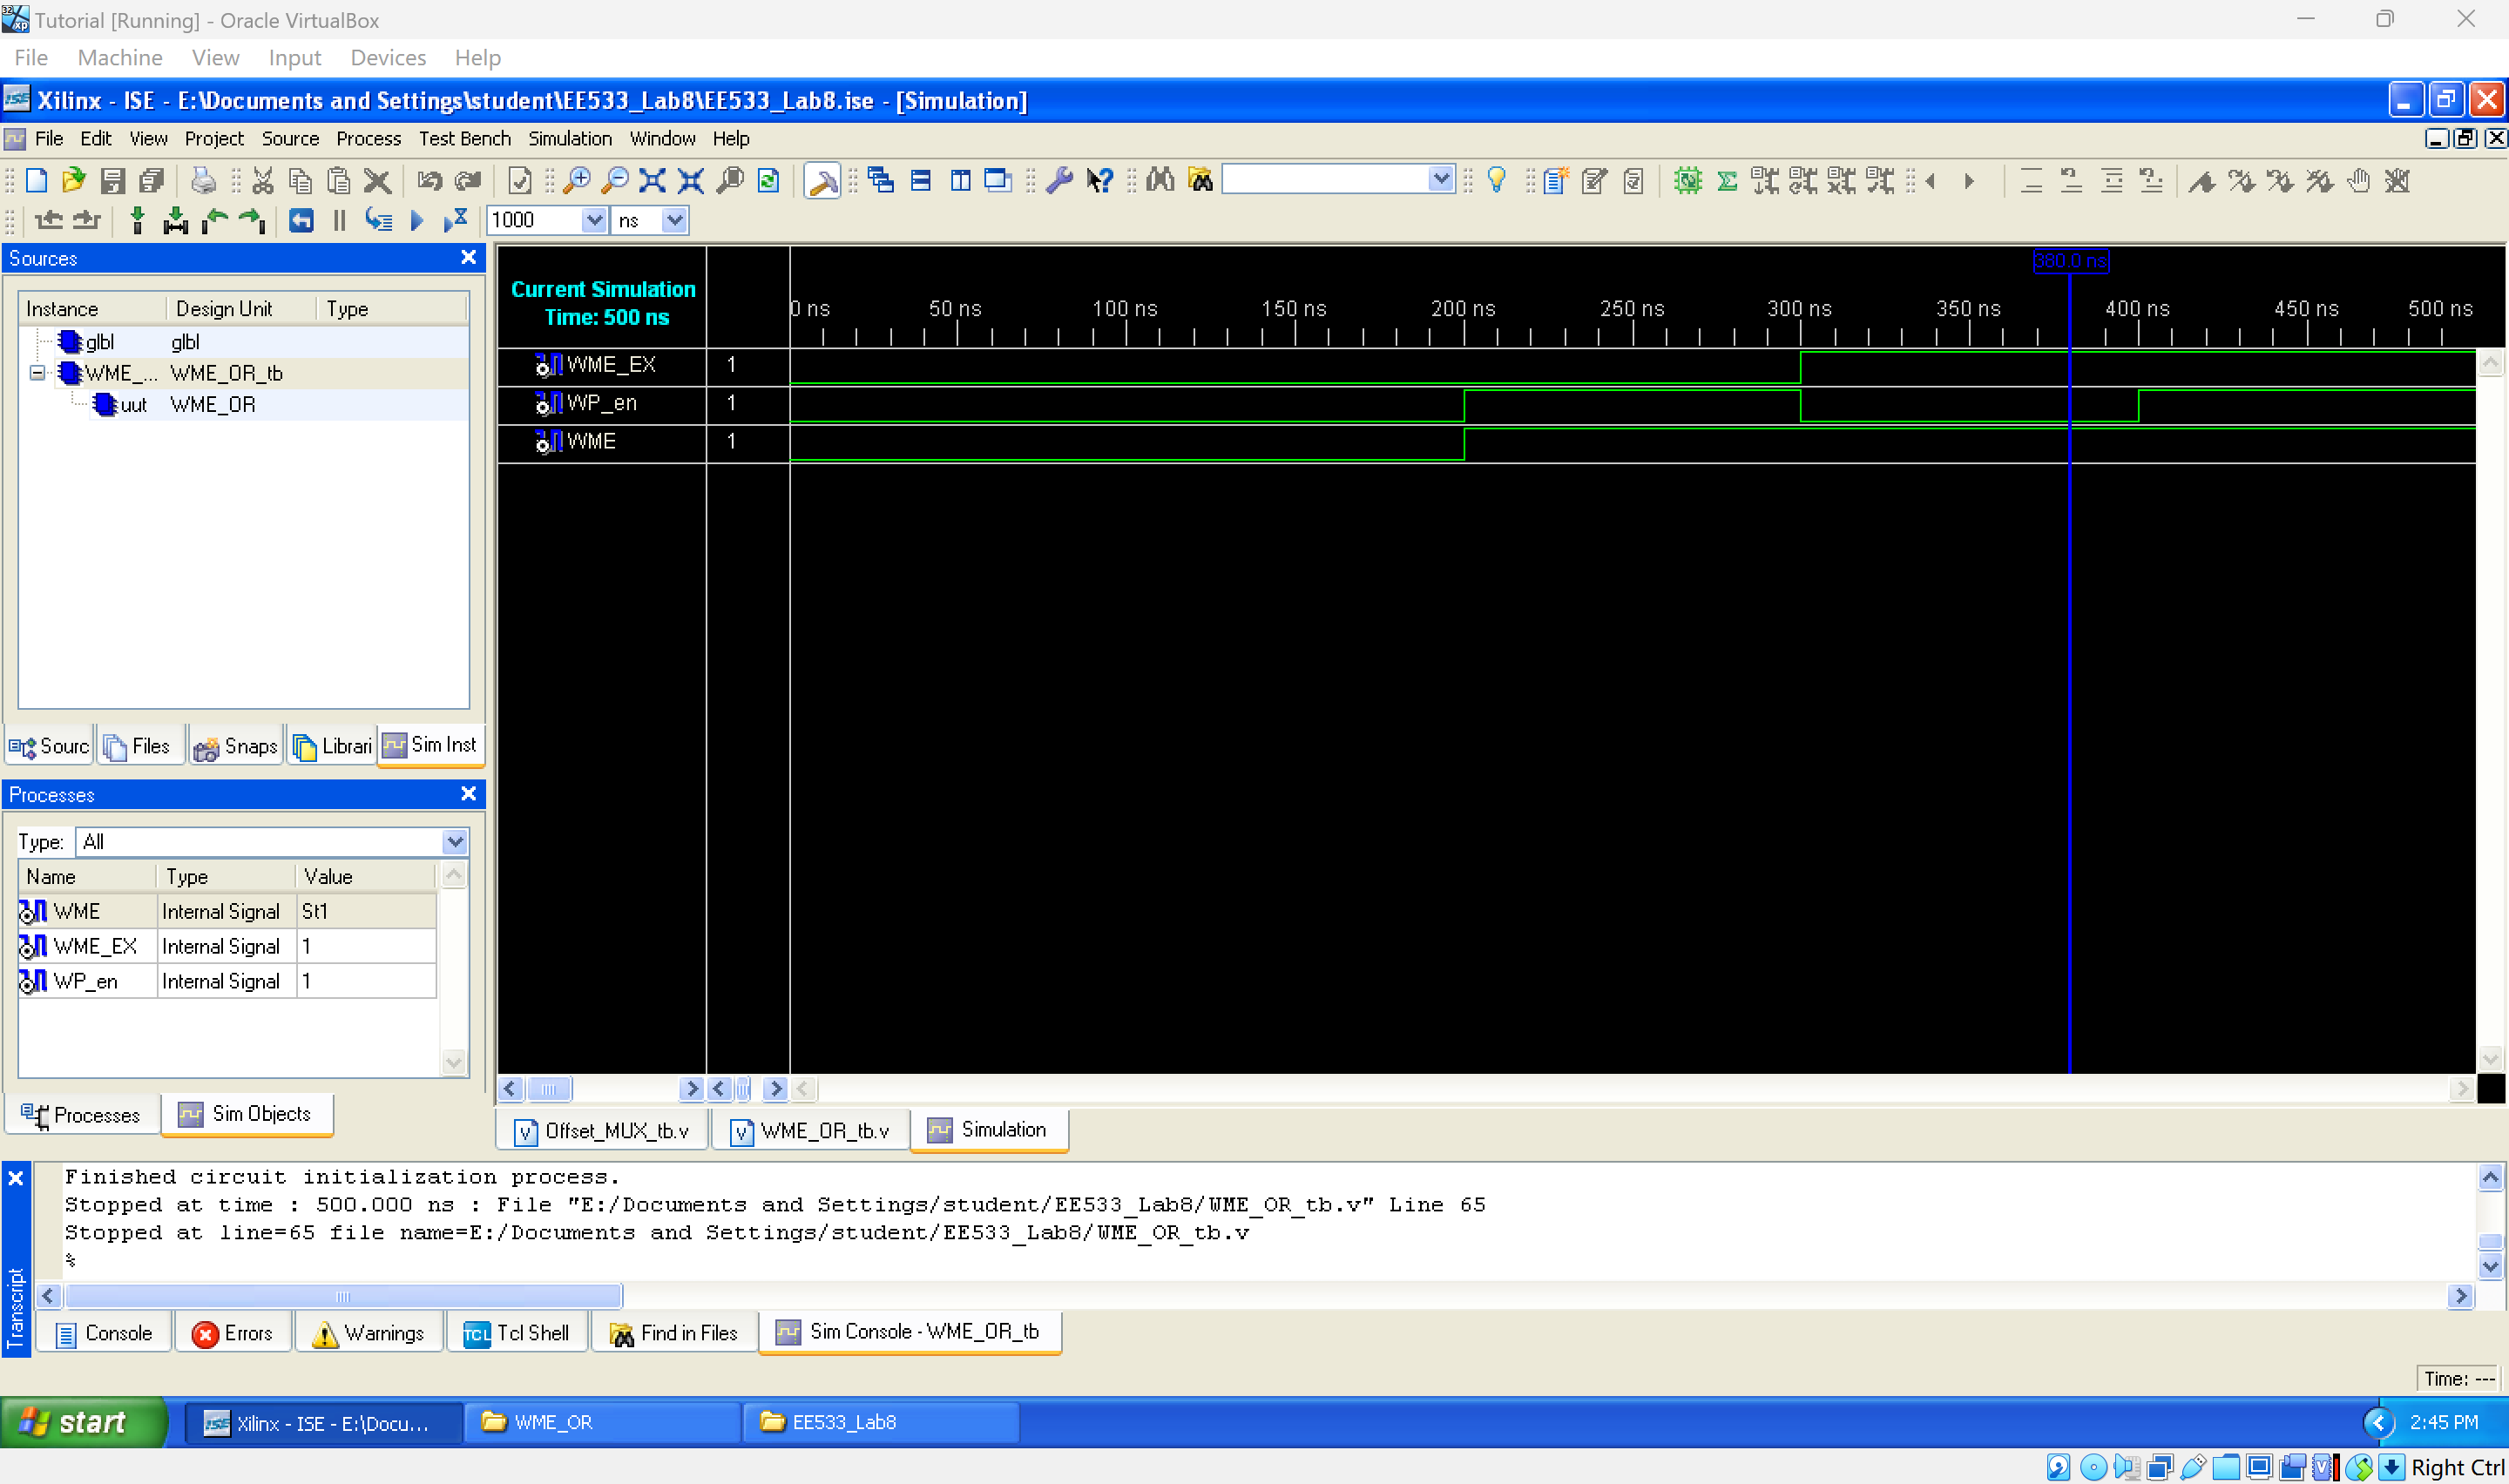 Tutorial [Running] - Oracle VirtualBox
File Machine View Input Devices Help
Xilinx - ISE - E:\Documents and Settings\student\EE533_Lab8\EE533_Lab8.ise - [Simulation]
File Edit View Project Source Process Test Bench Simulation Window Help
1000 ns
Sources
Instance Design Unit Type
glbl glbl
WME_... WME_OR_tb
uut WME_OR
Sourc Files Snaps Librari Sim Inst
Processes
Type: All
Name Type Value
WME Internal Signal St1
WME_EX Internal Signal 1
WP_en Internal Signal 1
Processes Sim Objects
380.0 ns
Current Simulation
Time: 500 ns
0 ns 50 ns 100 ns 150 ns 200 ns 250 ns 300 ns 350 ns 400 ns 450 ns 500 ns
WME_EX 1
WP_en 1
WME 1
Offset_MUX_tb.v WME_OR_tb.v Simulation
Transcript
Finished circuit initialization process.
Stopped at time : 500.000 ns : File "E:/Documents and Settings/student/EE533_Lab8/WME_OR_tb.v" Line 65
Stopped at line=65 file name=E:/Documents and Settings/student/EE533_Lab8/WME_OR_tb.v
%
Console Errors Warnings TCL Tcl Shell Find in Files Sim Console - WME_OR_tb
Time: ---
start ISE Xilinx - ISE - E:\Docu... WME_OR EE533_Lab8 2:45 PM
Right Ctrl